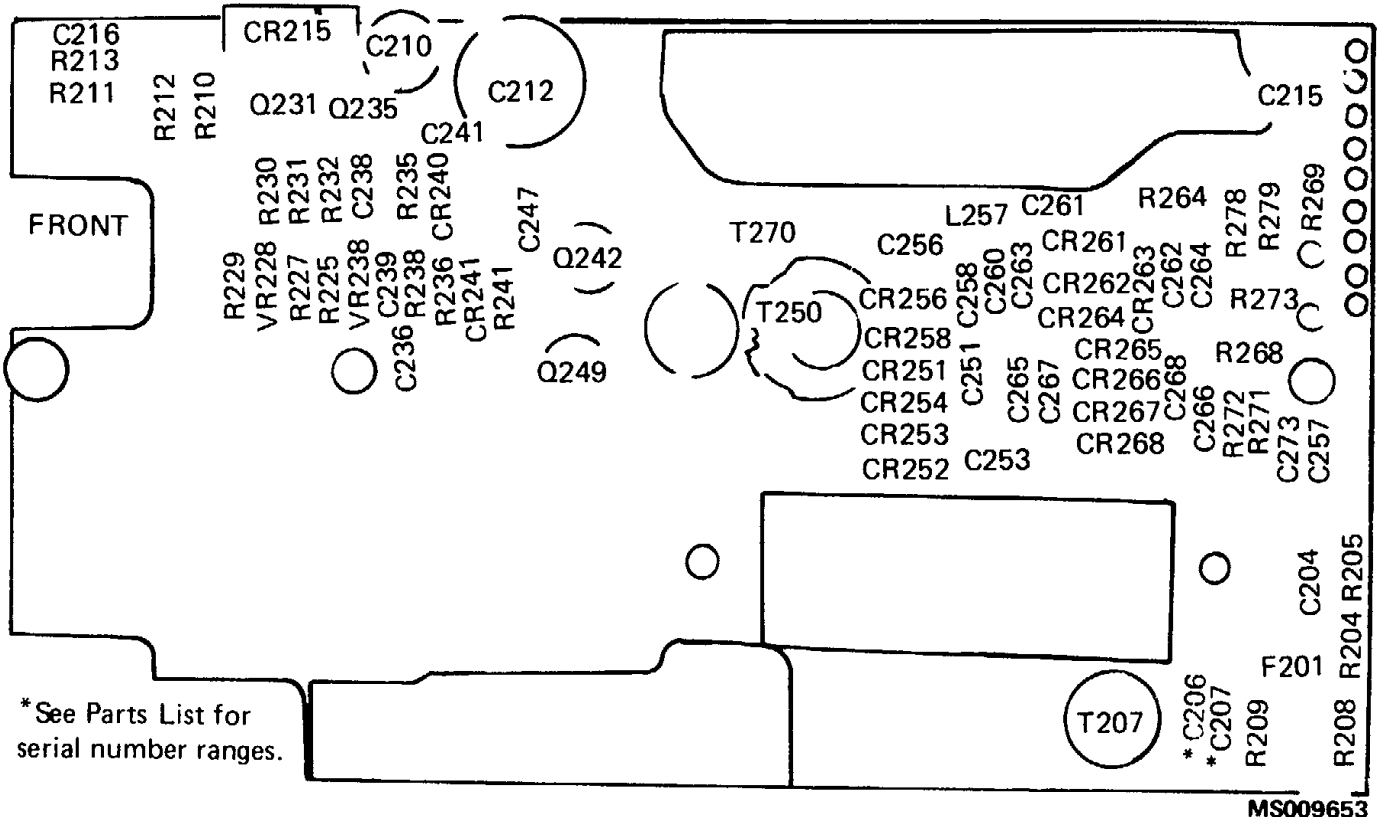 C216
R213
R211
R212
R210
CR215
C210
Q231
Q235
C241
C212
C215
FRONT
R230
R231
R232
C238
R235
CR240
C247
Q242
T270
C256
L257
C261
R264
R278
R279
R269
R229
VR228
R227
R225
VR238
C239
R238
R236
CR241
R241
C236
Q249
T250
CR256
CR258
CR251
CR254
CR253
CR252
C258
C260
C263
C251
C265
C267
C253
CR261
CR262
CR264
CR263
C262
C264
CR265
CR266
CR267
CR268
C268
C266
R273
R268
R272
R271
C273
C257
C204
R205
F201
R204
T207
*C206
*C207
R209
R208
*See Parts List for
serial number ranges.
MS009653